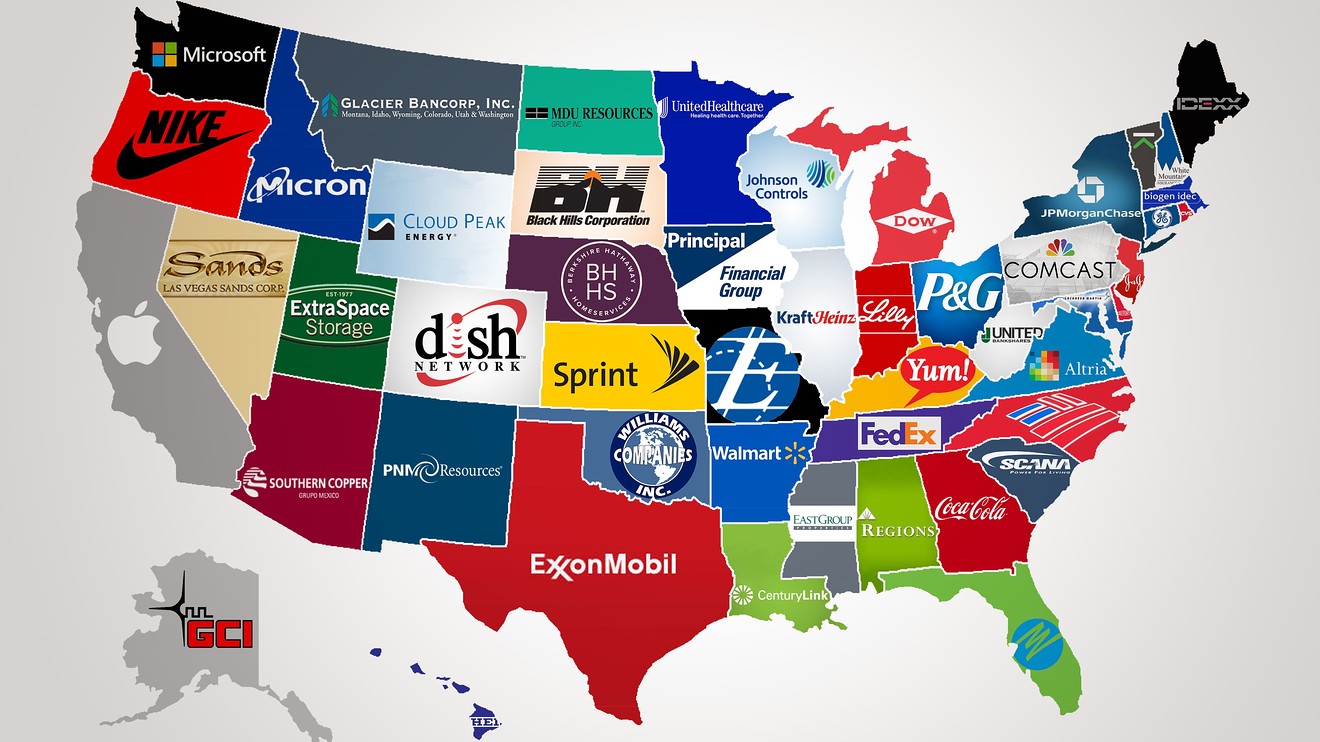 Microsoft
NIKE
GLACIER BANCORP, INC.
Montana, Idaho, Wyoming, Colorado, Utah & Washington
MDU RESOURCES
GROUP INC
UnitedHealthcare
Healing health care. Together.
IDEXX
Micron
CLOUD PEAK
ENERGY
BH
Black Hills Corporation
Johnson
Controls
Dow
JPMorganChase
White
Mountains
biogen idec
GE
CVS
Sands
LAS VEGAS SANDS CORP.
EST·1977
ExtraSpace
Storage
dish
NETWORK
BERKSHIRE HATHAWAY
BH
HS
HOMESERVICES
Principal
Financial
Group
KraftHeinz
Lilly
P&G
COMCAST
J&J
UNITED
BANKSHARES
Altria
Sprint
E
Yum!
FedEx
SOUTHERN COPPER
GRUPO MEXICO
PNM Resources
WILLIAMS
COMPANIES
INC.
Walmart
SCANA
POWER FOR LIVING
EASTGROUP
PROPERTIES
REGIONS
Coca-Cola
ExxonMobil
CenturyLink
GCI
HEI